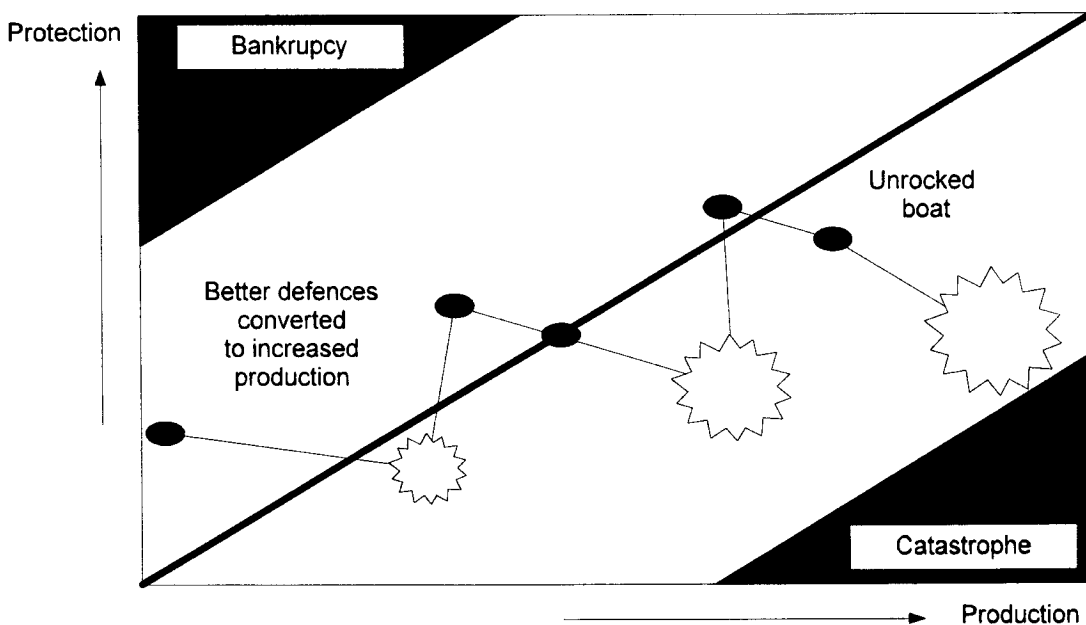 Protection
Bankrupcy
Unrocked
boat
Better defences
converted
to increased
production
Catastrophe
Production